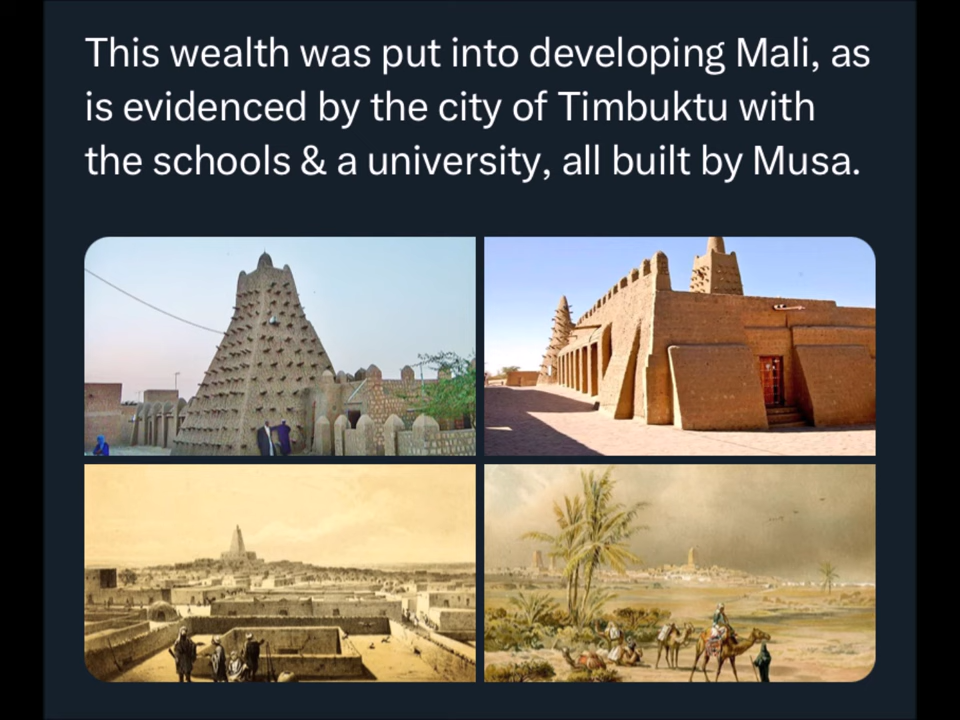 This wealth was put into developing Mali, as
is evidenced by the city of Timbuktu with
the schools & a university, all built by Musa.